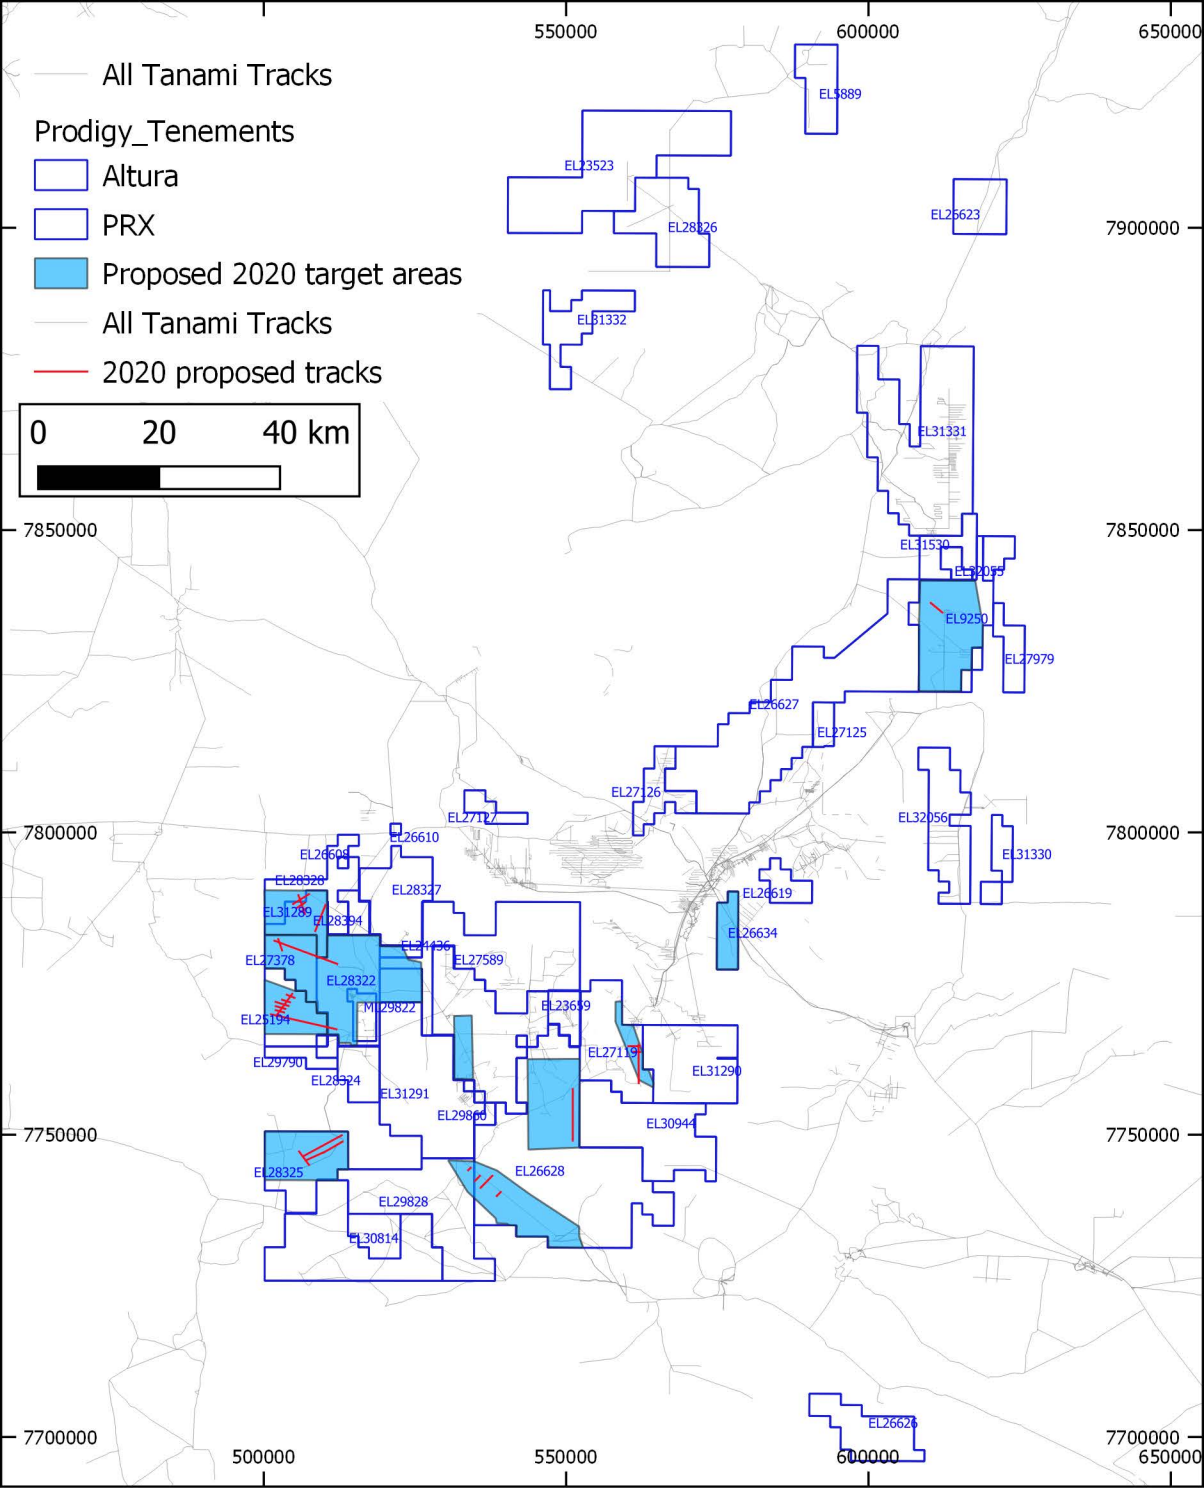 550000
600000
650000
All Tanami Tracks
Prodigy_Tenements
Altura
PRX
Proposed 2020 target areas
All Tanami Tracks
2020 proposed tracks
0 20 40 km
EL5889
EL23523
EL26623
EL28326
7900000
EL31332
EL31331
7850000
7850000
EL31530
EL32055
EL9250
EL27979
EL26627
EL27125
EL27126
EL27127
EL32056
7800000
7800000
EL26610
EL26608
EL31330
EL28328
EL28327
EL26619
EL31289
EL28394
EL26634
EL24436
EL27378
EL27589
EL28322
ML29822
EL23659
EL25194
EL27119
EL29790
EL31290
EL28324
EL31291
EL29860
EL30944
7750000
7750000
EL28325
EL26628
EL29828
EL30814
EL26626
7700000
7700000
500000
550000
600000
650000